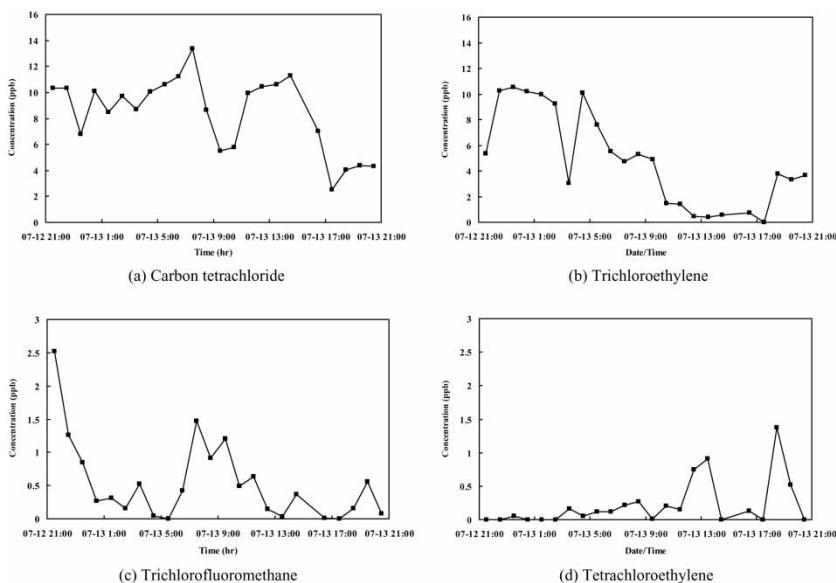 16
14
12
10
8
6
4
2
0
Concentration (ppb)
07-12 21:00 07-13 1:00 07-13 5:00 07-13 9:00 07-13 13:00 07-13 17:00 07-13 21:00
Time (hr)
(a) Carbon tetrachloride
16
14
12
10
8
6
4
2
0
Concentration (ppb)
07-12 21:00 07-13 1:00 07-13 5:00 07-13 9:00 07-13 13:00 07-13 17:00 07-13 21:00
Date/Time
(b) Trichloroethylene
3
2.5
2
1.5
1
0.5
0
Concentration (ppb)
07-12 21:00 07-13 1:00 07-13 5:00 07-13 9:00 07-13 13:00 07-13 17:00 07-13 21:00
Time (hr)
(c) Trichlorofluoromethane
3
2.5
2
1.5
1
0.5
0
Concentration (ppb)
07-12 21:00 07-13 1:00 07-13 5:00 07-13 9:00 07-13 13:00 07-13 17:00 07-13 21:00
Date/Time
(d) Tetrachloroethylene